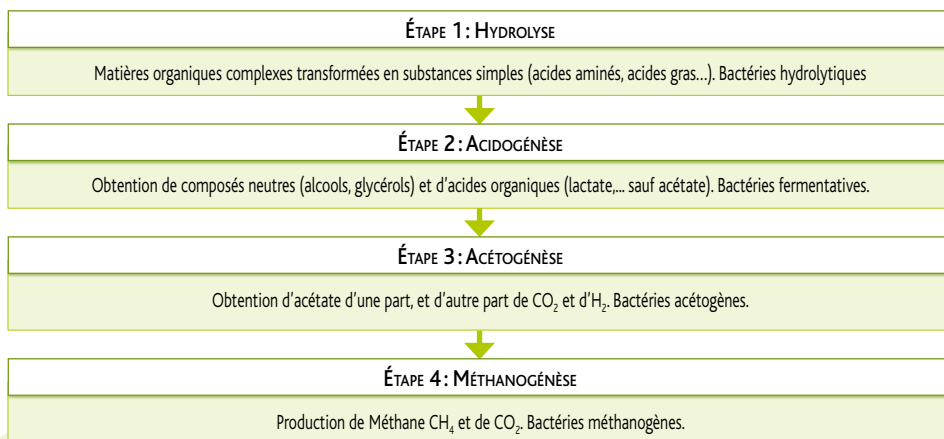 Étape 1 : Hydrolyse
Matières organiques complexes transformées en substances simples (acides aminés, acides gras...). Bactéries hydrolytiques
Étape 2 : Acidogénèse
Obtention de composés neutres (alcools, glycérols) et d'acides organiques (lactate,... sauf acétate). Bactéries fermentatives.
Étape 3 : Acétogénèse
Obtention d'acétate d'une part, et d'autre part de CO₂ et d'H₂. Bactéries acétogènes.
Étape 4 : Méthanogénèse
Production de Méthane CH₄ et de CO₂. Bactéries méthanogènes.